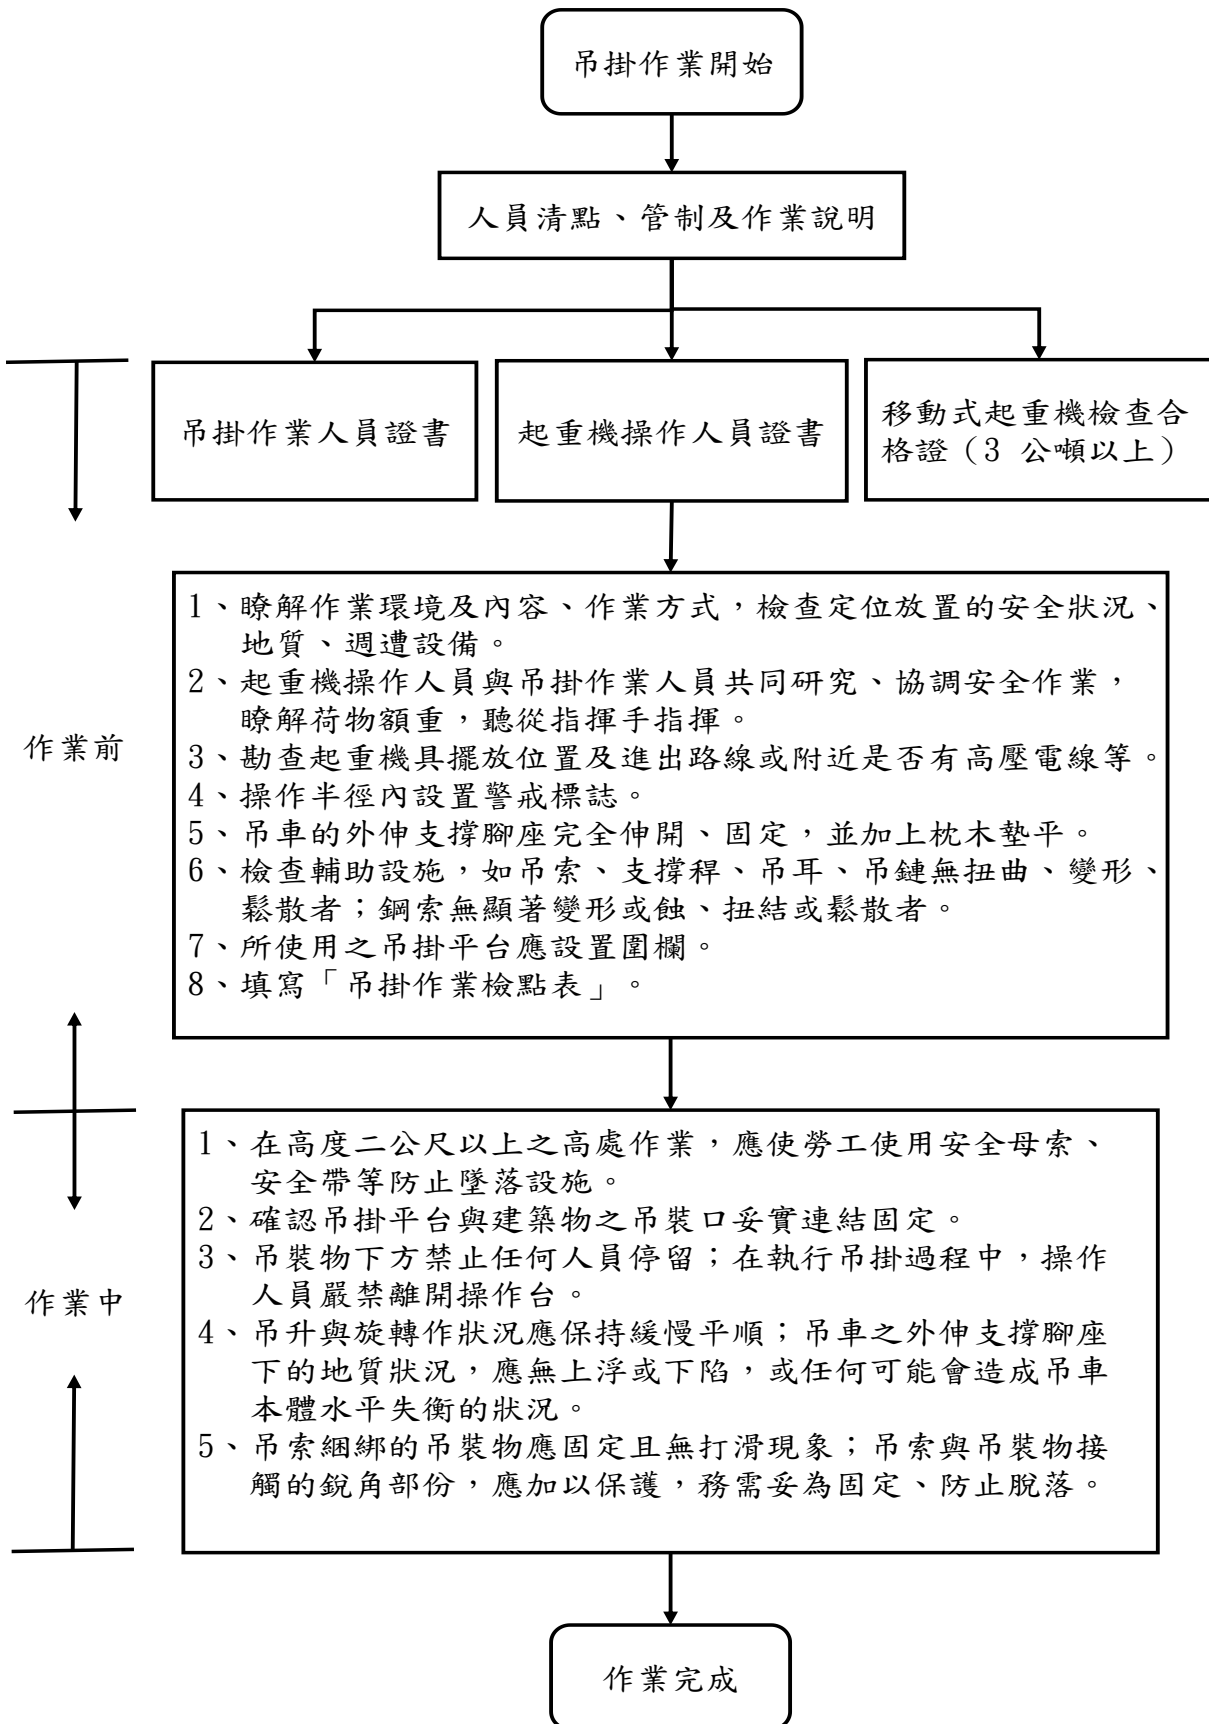 吊掛作業開始
人員清點、管制及作業說明
吊掛作業人員證書
起重機操作人員證書
移動式起重機檢查合
格證（3 公噸以上）
作業前
1、瞭解作業環境及內容、作業方式，檢查定位放置的安全狀況、
地質、週遭設備。
2、起重機操作人員與吊掛作業人員共同研究、協調安全作業，
瞭解荷物額重，聽從指揮手指揮。
3、勘查起重機具擺放位置及進出路線或附近是否有高壓電線等。
4、操作半徑內設置警戒標誌。
5、吊車的外伸支撐腳座完全伸開、固定，並加上枕木墊平。
6、檢查輔助設施，如吊索、支撐稈、吊耳、吊鏈無扭曲、變形、
鬆散者；鋼索無顯著變形或蝕、扭結或鬆散者。
7、所使用之吊掛平台應設置圍欄。
8、填寫「吊掛作業檢點表」。
作業中
1、在高度二公尺以上之高處作業，應使勞工使用安全母索、
安全帶等防止墜落設施。
2、確認吊掛平台與建築物之吊裝口妥實連結固定。
3、吊裝物下方禁止任何人員停留；在執行吊掛過程中，操作
人員嚴禁離開操作台。
4、吊升與旋轉作狀況應保持緩慢平順；吊車之外伸支撐腳座
下的地質狀況，應無上浮或下陷，或任何可能會造成吊車
本體水平失衡的狀況。
5、吊索綑綁的吊裝物應固定且無打滑現象；吊索與吊裝物接
觸的銳角部份，應加以保護，務需妥為固定、防止脫落。
作業完成